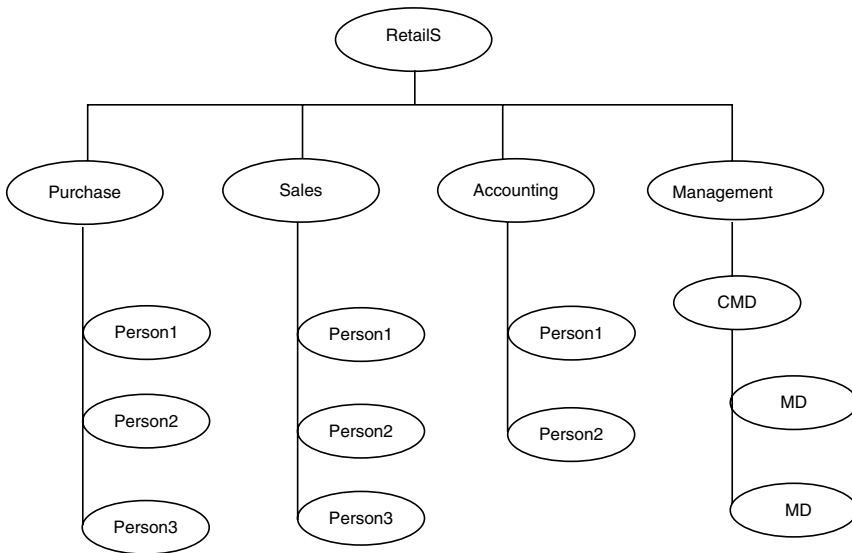 RetailS
Purchase
Sales
Accounting
Management
CMD
Person1
Person1
Person1
MD
Person2
Person2
Person2
MD
Person3
Person3